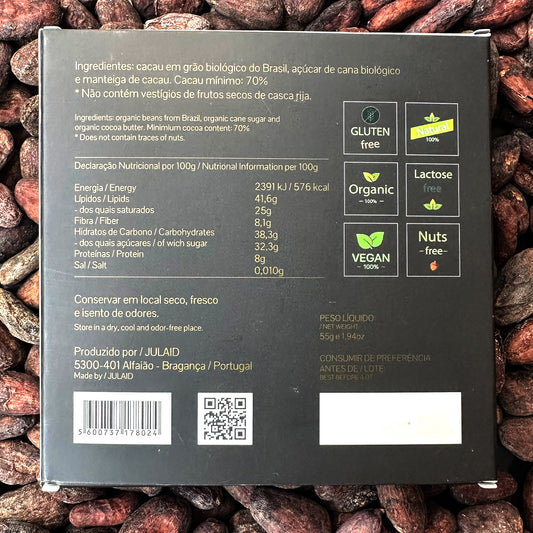 Ingredientes: cacau em grão biológico do Brasil, açúcar de cana biológico
e manteiga de cacau. Cacau mínimo: 70%
* Não contém vestígios de frutos secos de casca rija.
Ingredients: organic beans from Brazil, organic cane sugar and
organic cocoa butter. Minimum cocoa content: 70%
* Does not contain traces of nuts.
Declaração Nutricional por 100g / Nutrional Information per 100g
Energia / Energy 2391 kJ / 576 kcal
Lípidos / Lipids 41,6g
- dos quais saturados 25g
Fibra / Fiber 8,1g
Hidratos de Carbono / Carbohydrates 38,3g
- dos quais açúcares / of wich sugar 32,3g
Proteínas / Protein 8g
Sal / Salt 0,010g
GLUTEN
free
Natural
100%
Organic
100%
Lactose
free
VEGAN
100%
Nuts
-free-
Conservar em local seco, fresco
e isento de odores.
Store in a dry, cool and odor-free place.
Produzido por / JULAID
5300-401 Alfaião - Bragança / Portugal
Made by / JULAID
PESO LÍQUIDO
/ NET WEIGHT:
55g e 1,94oz
CONSUMIR DE PREFERÊNCIA
ANTES DE / LOTE:
BEST BEFORE / LOT
5 600737 178024